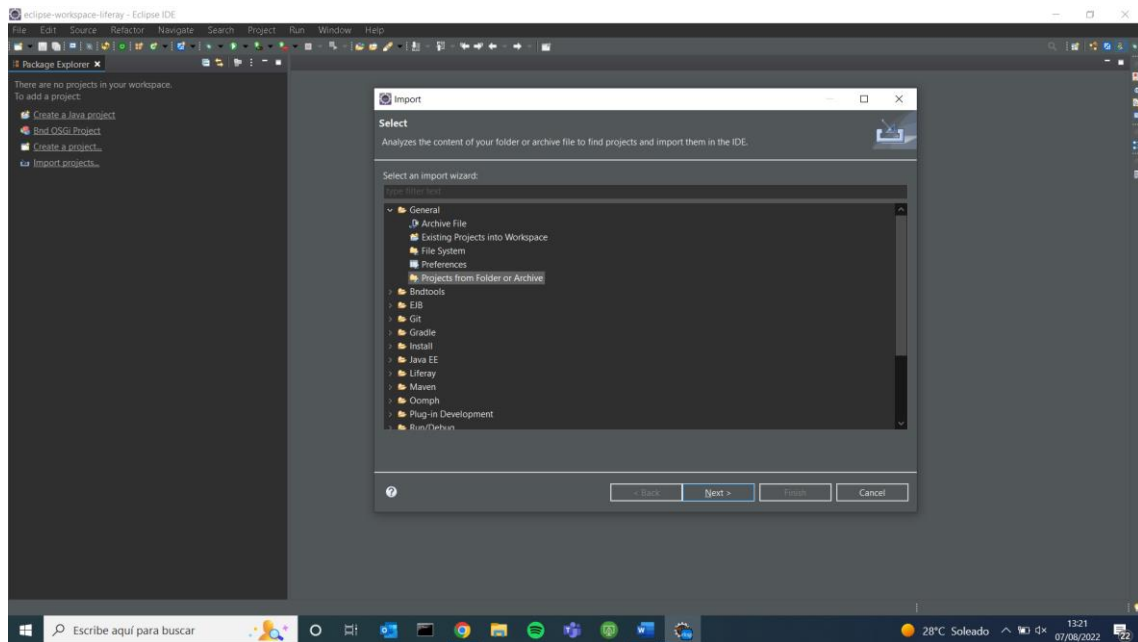 eclipse-workspace-liferay - Eclipse IDE
File Edit Source Refactor Navigate Search Project Run Window Help
Package Explorer
There are no projects in your workspace.
To add a project:
Create a Java project
Bnd OSGi Project
Create a project...
Import projects...
Import
Select
Analyzes the content of your folder or archive file to find projects and import them in the IDE.
Select an import wizard:
type filter text
General
Archive File
Existing Projects into Workspace
File System
Preferences
Projects from Folder or Archive
Bndtools
EJB
Git
Gradle
Install
Java EE
Liferay
Maven
Oomph
Plug-in Development
Run/Debug
< Back Next > Finish Cancel
Escribe aquí para buscar
28°C Soleado
13:21
07/08/2022
22